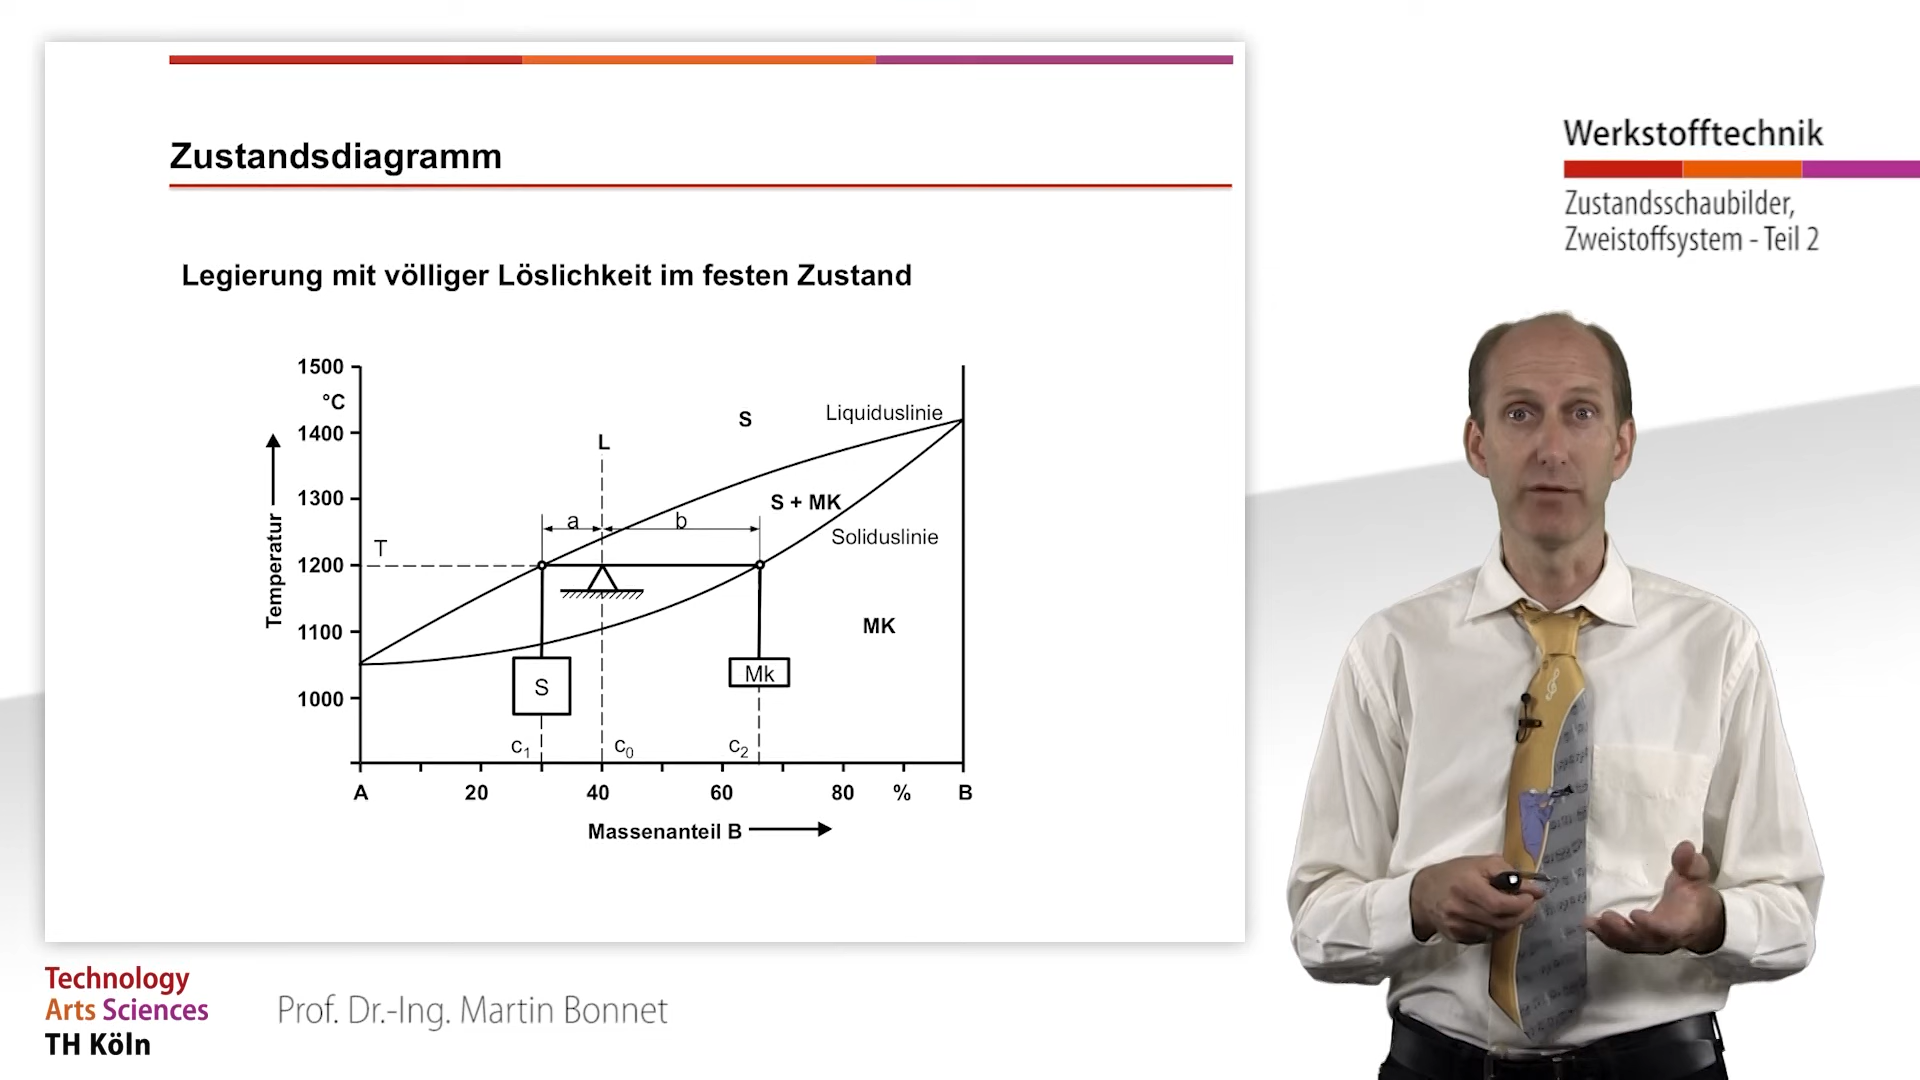 Zustandsdiagramm
Legierung mit völliger Löslichkeit im festen Zustand
1500
°C
1400
1300
1200
1100
1000
Temperatur
T
L
S
Liquiduslinie
S + MK
Soliduslinie
MK
a
b
S
Mk
c1
c0
c2
A
20
40
60
80
%
B
Massenanteil B
Werkstofftechnik
Zustandsschaubilder,
Zweistoffsystem - Teil 2
Technology
Arts Sciences
TH Köln
Prof. Dr.-Ing. Martin Bonnet